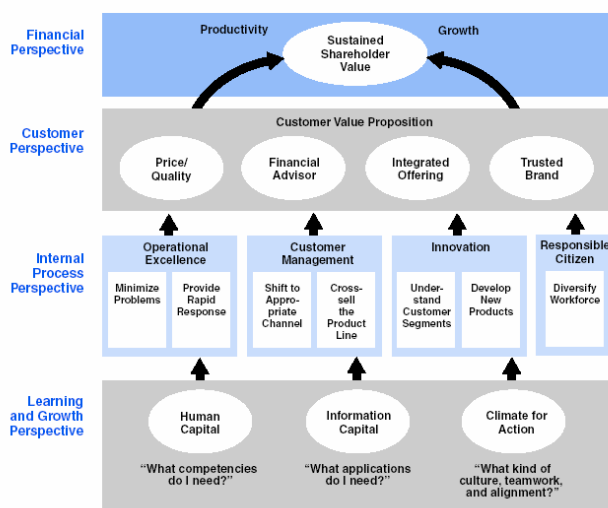 Financial
Perspective
Productivity
Growth
Sustained
Shareholder
Value
Customer
Perspective
Customer Value Proposition
Price/
Quality
Financial
Advisor
Integrated
Offering
Trusted
Brand
Internal
Process
Perspective
Operational
Excellence
Minimize
Problems
Provide
Rapid
Response
Customer
Management
Shift to
Appro-
priate
Channel
Cross-
sell
the
Product
Line
Innovation
Under-
stand
Customer
Segments
Develop
New
Products
Responsible
Citizen
Diversify
Workforce
Learning
and Growth
Perspective
Human
Capital
Information
Capital
Climate for
Action
“What competencies
do I need?”
“What applications
do I need?”
“What kind of
culture, teamwork,
and alignment?”